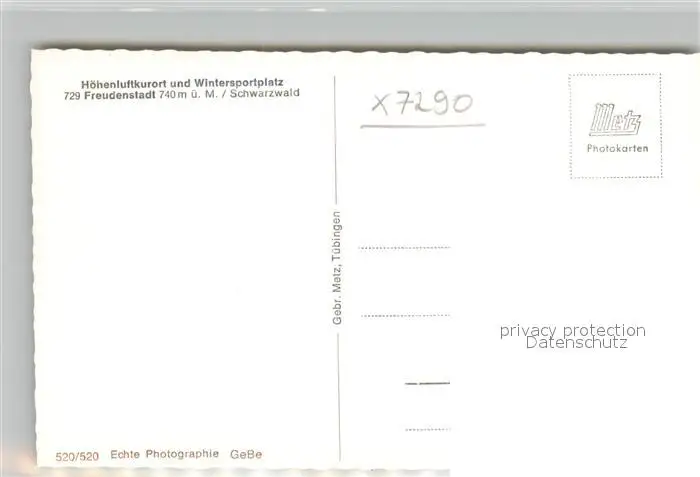 Höhenluftkurort und Wintersportplatz
729 Freudenstadt 740 m ü. M. / Schwarzwald
x7290
Metz
Photokarten
Gebr. Metz, Tübingen
privacy protection
Datenschutz
520/520 Echte Photographie GeBe